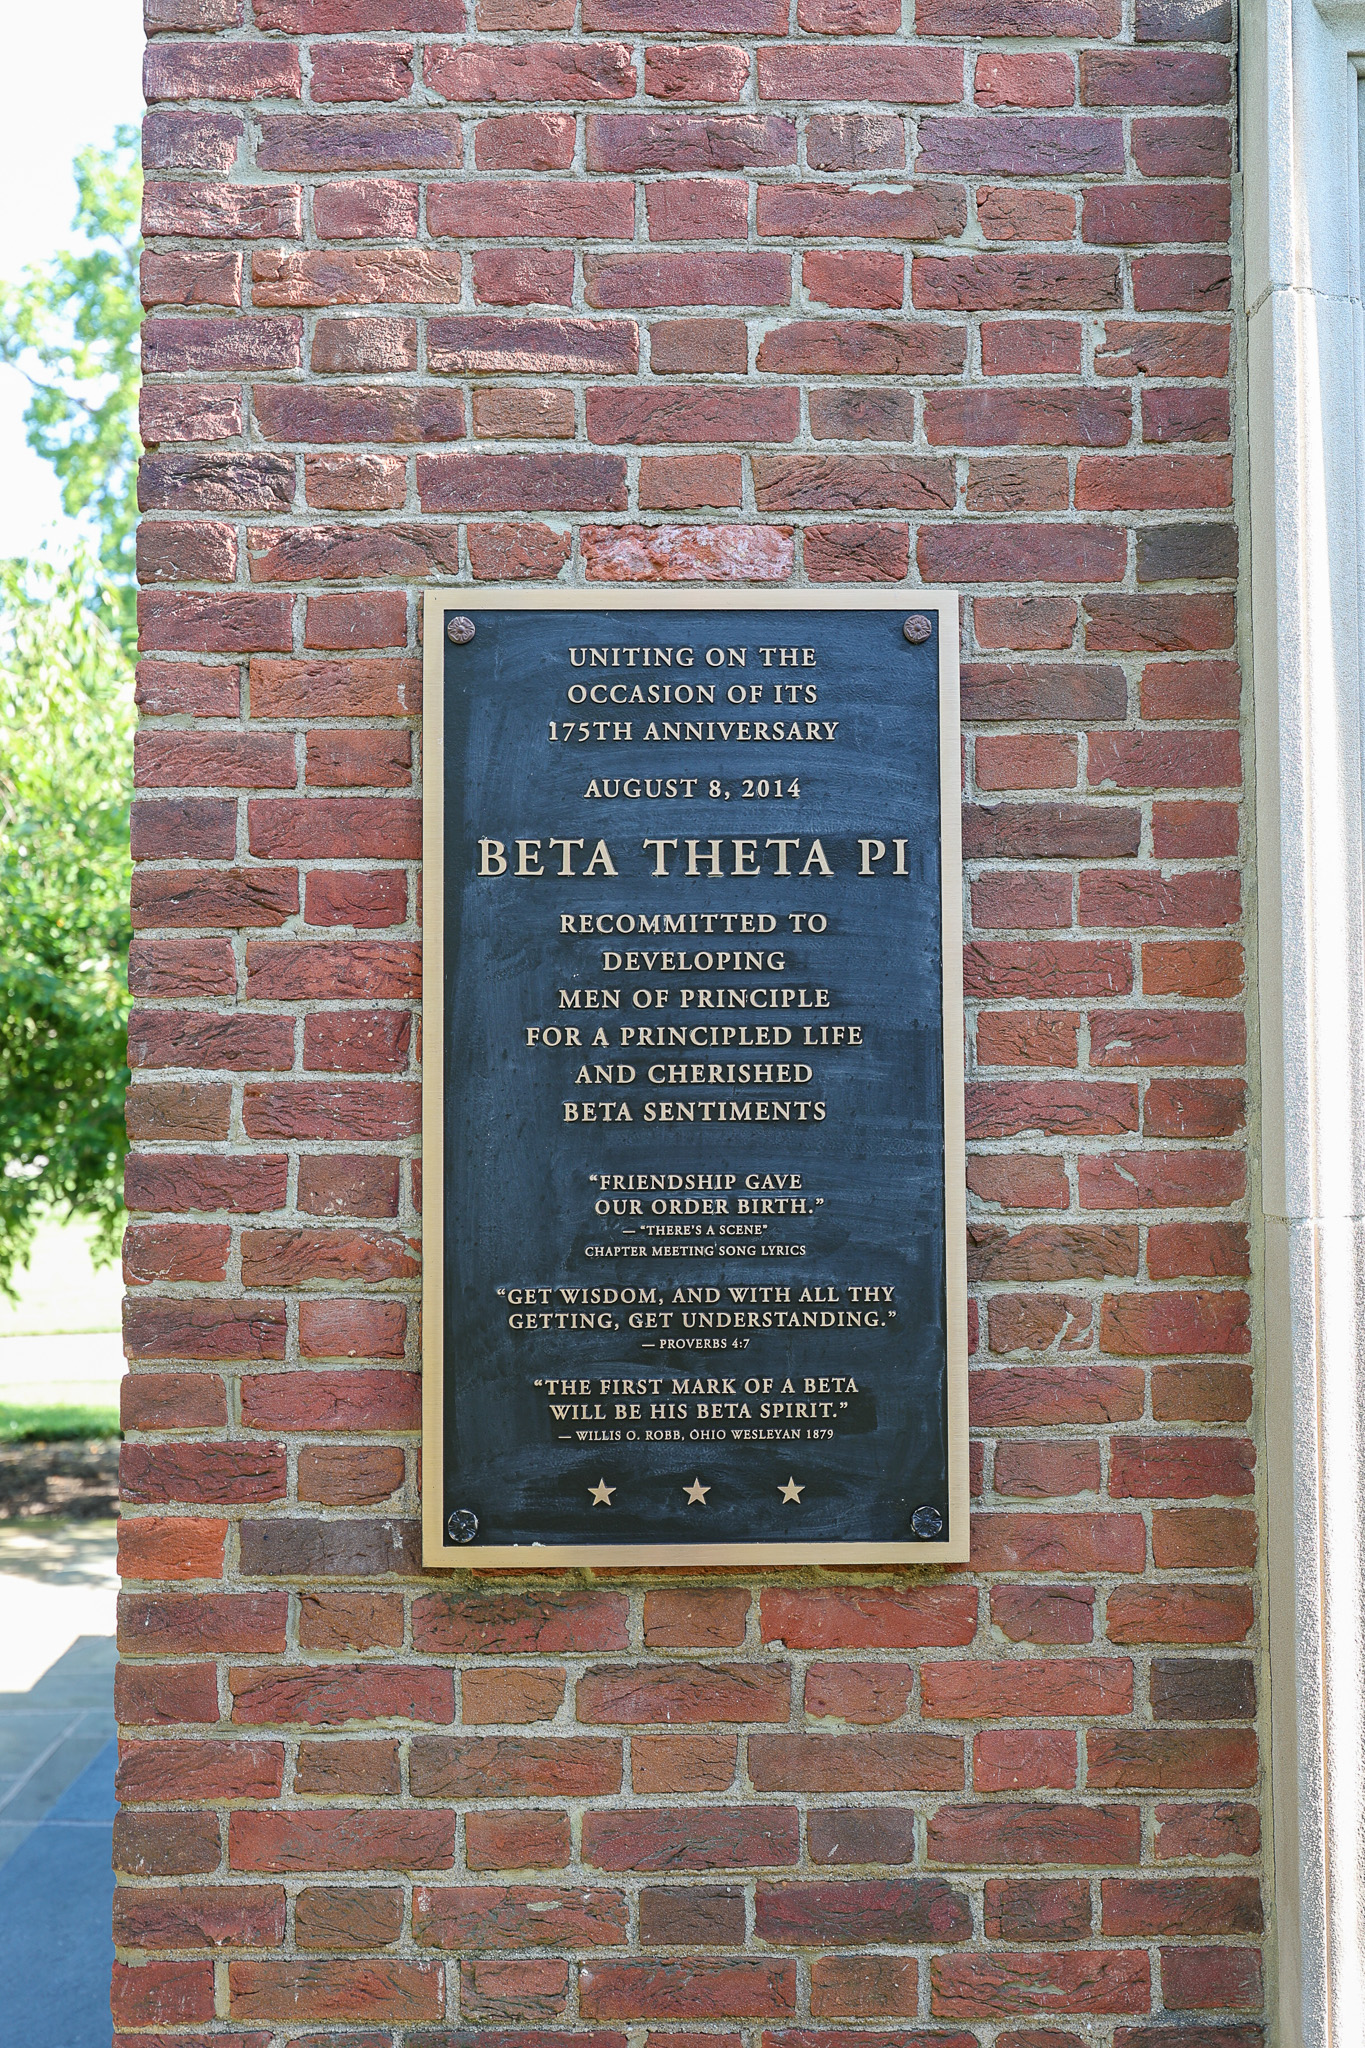 UNITING ON THE
OCCASION OF ITS
175TH ANNIVERSARY
AUGUST 8, 2014
BETA THETA PI
RECOMMITTED TO
DEVELOPING
MEN OF PRINCIPLE
FOR A PRINCIPLED LIFE
AND CHERISHED
BETA SENTIMENTS
“FRIENDSHIP GAVE
OUR ORDER BIRTH.”
— “THERE’S A SCENE”
CHAPTER MEETING SONG LYRICS
“GET WISDOM, AND WITH ALL THY
GETTING, GET UNDERSTANDING.”
— PROVERBS 4:7
“THE FIRST MARK OF A BETA
WILL BE HIS BETA SPIRIT.”
— WILLIS O. ROBB, OHIO WESLEYAN 1879